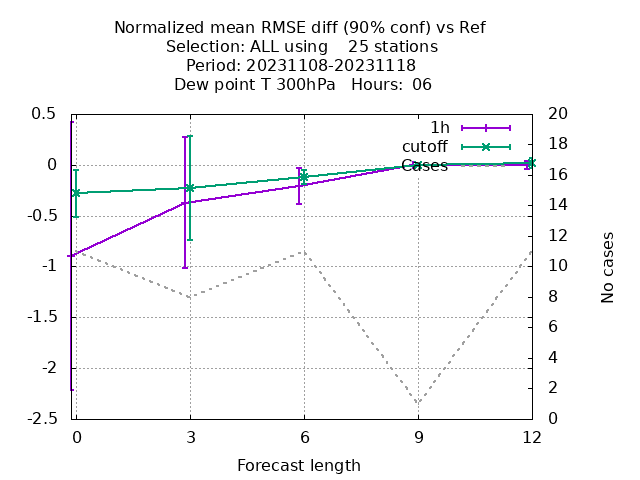 Normalized mean RMSE diff (90% conf) vs Ref
Selection: ALL using    25 stations
Period: 20231108-20231118
Dew point T 300hPa   Hours: 06
0.5
0
-0.5
-1
-1.5
-2
-2.5
20
18
16
14
12
10
8
6
4
2
0
1h
cutoff
Cases
No cases
0 3 6 9 12
Forecast length